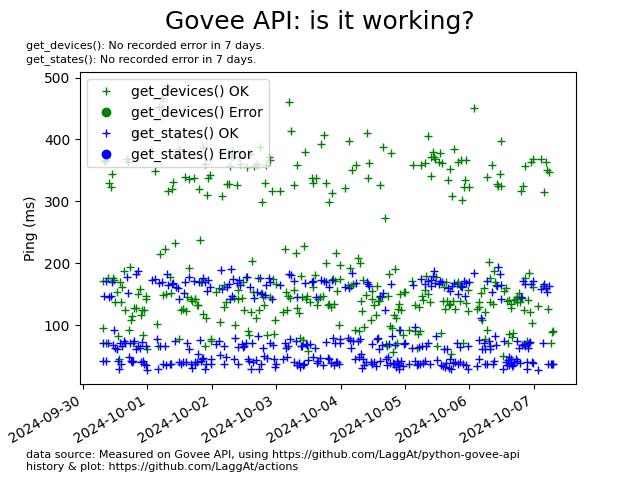 Govee API: is it working?
get_devices(): No recorded error in 7 days.
get_states(): No recorded error in 7 days.
get_devices() OK
get_devices() Error
get_states() OK
get_states() Error
Ping (ms)
500
400
300
200
100
2024-09-30
2024-10-01
2024-10-02
2024-10-03
2024-10-04
2024-10-05
2024-10-06
2024-10-07
data source: Measured on Govee API, using https://github.com/LaggAt/python-govee-api
history & plot: https://github.com/LaggAt/actions